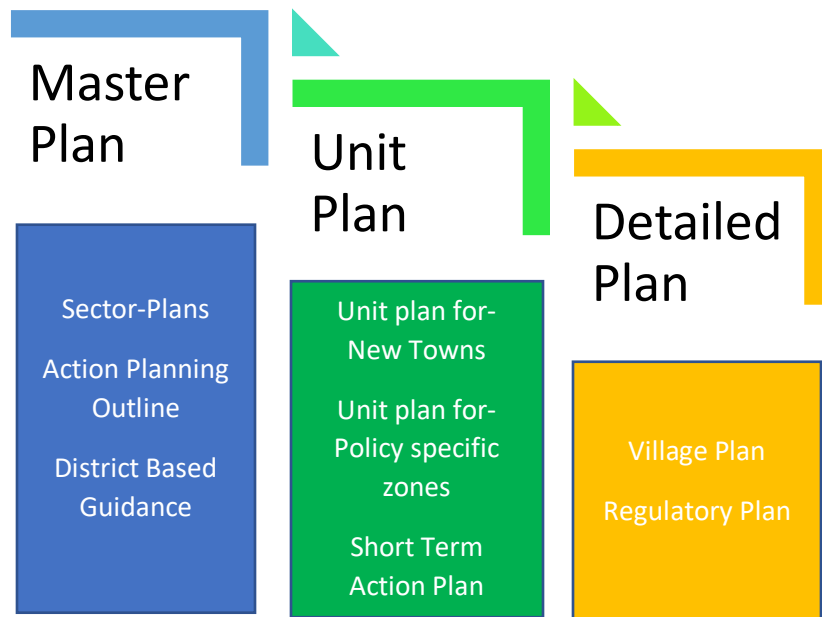 Master
Plan
Sector-Plans
Action Planning
Outline
District Based
Guidance
Unit
Plan
Unit plan for-
New Towns
Unit plan for-
Policy specific
zones
Short Term
Action Plan
Detailed
Plan
Village Plan
Regulatory Plan